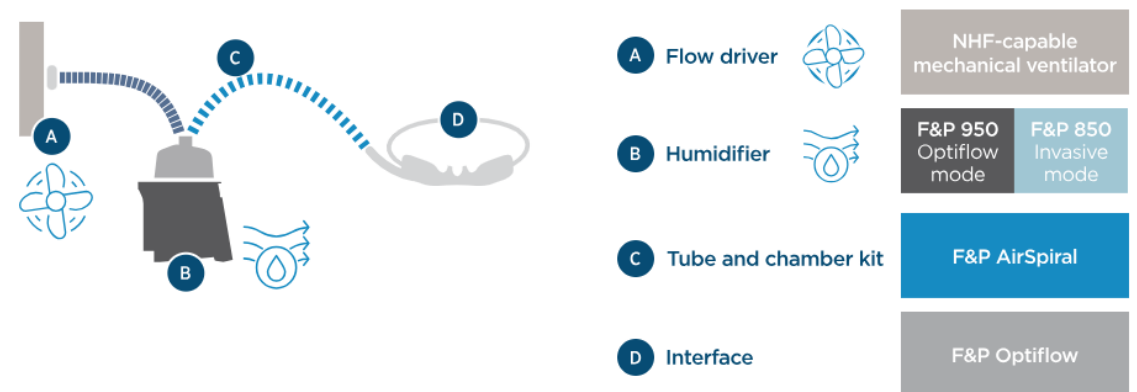 C
D
A
B
A Flow driver
NHF-capable
mechanical ventilator
B Humidifier
F&P 950
Optiflow
mode
F&P 850
Invasive
mode
C Tube and chamber kit
F&P AirSpiral
D Interface
F&P Optiflow